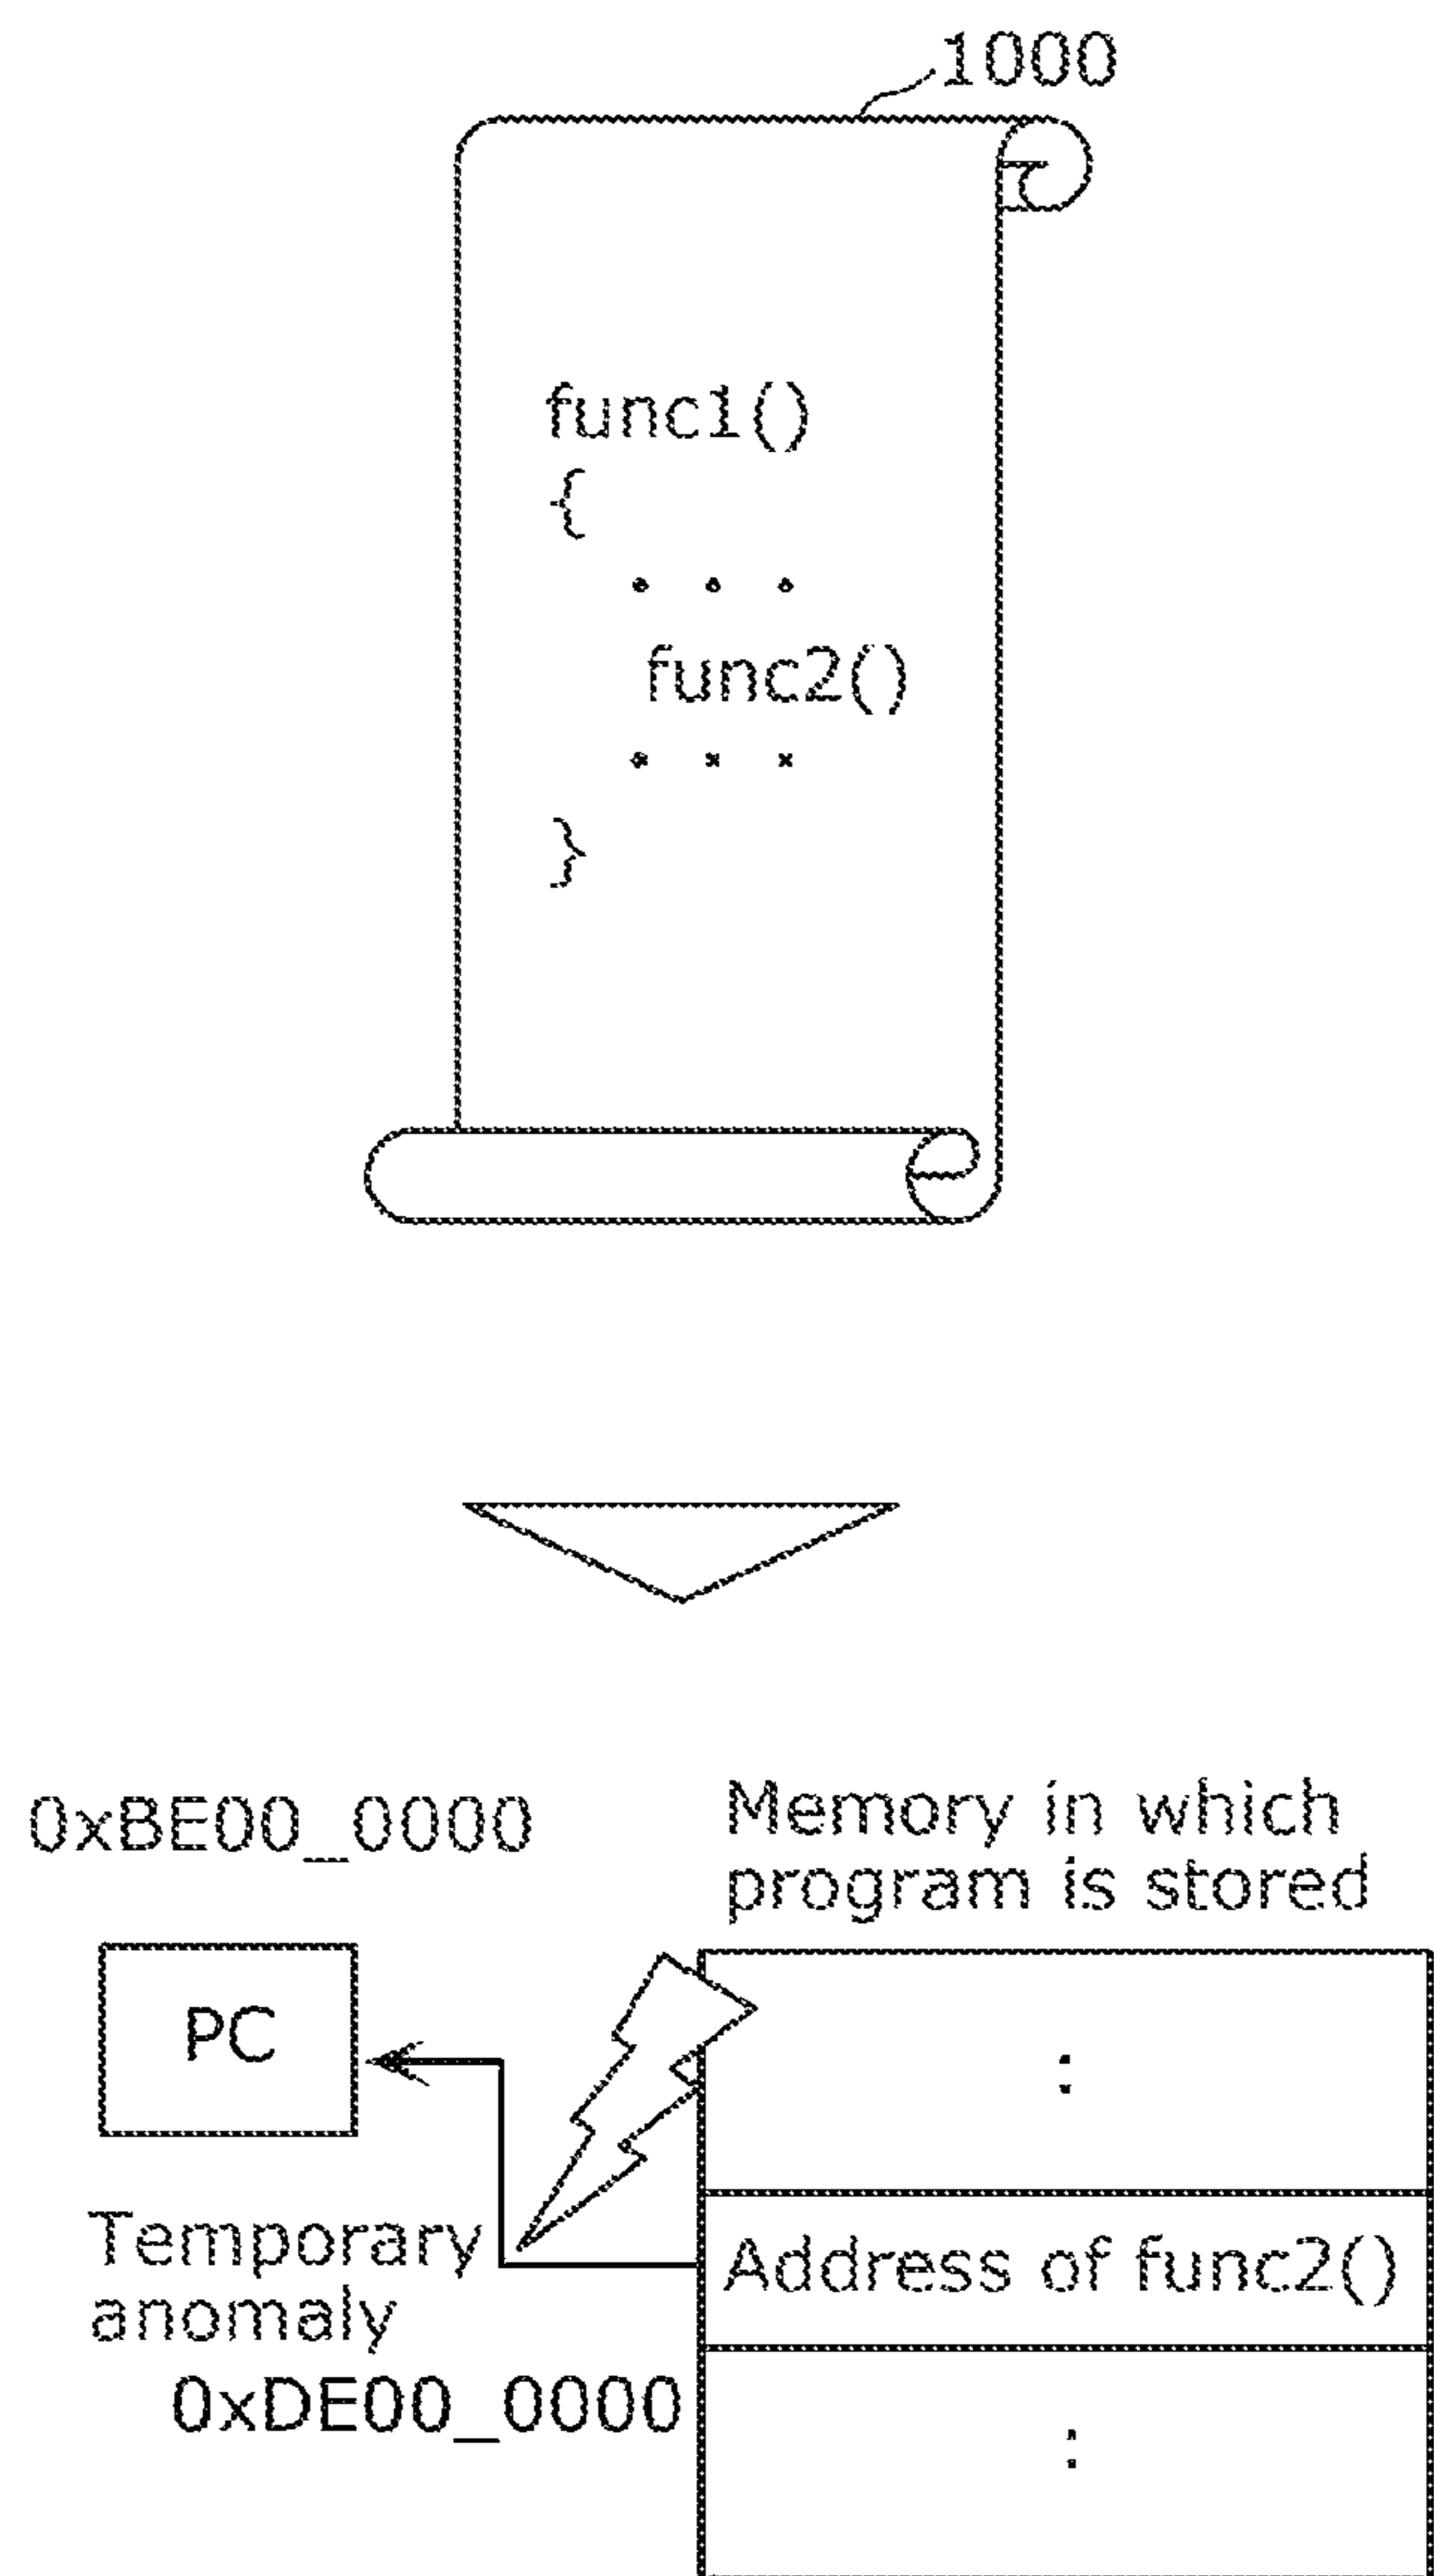 1000
func1()
{
. . .
func2()
. . .
}
0xBE00_0000
Memory in which
program is stored
PC
:
Temporary
anomaly
Address of func2()
0xDE00_0000
: